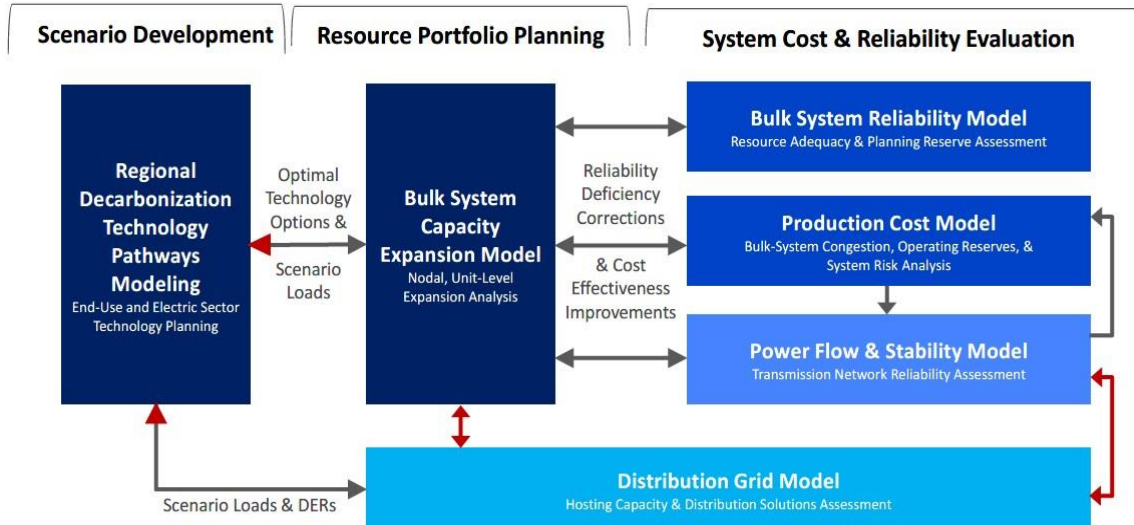 Scenario Development
Resource Portfolio Planning
System Cost & Reliability Evaluation
Regional
Decarbonization
Technology
Pathways
Modeling
End-Use and Electric Sector
Technology Planning
Optimal
Technology
Options &
Scenario
Loads
Bulk System
Capacity
Expansion Model
Nodal, Unit-Level
Expansion Analysis
Reliability
Deficiency
Corrections
& Cost
Effectiveness
Improvements
Bulk System Reliability Model
Resource Adequacy & Planning Reserve Assessment
Production Cost Model
Bulk-System Congestion, Operating Reserves, &
System Risk Analysis
Power Flow & Stability Model
Transmission Network Reliability Assessment
Distribution Grid Model
Hosting Capacity & Distribution Solutions Assessment
Scenario Loads & DERs